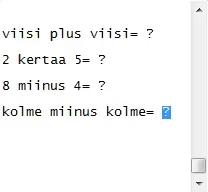 viisi plus viisi= ?
2 kertaa 5= ?
8 miinus 4= ?
kolme miinus kolme= ?